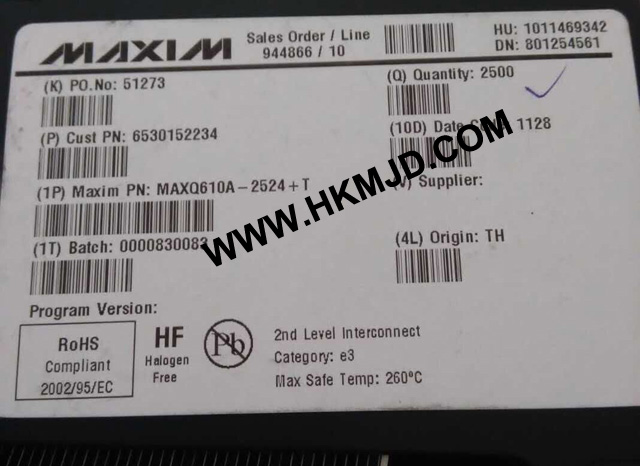 MAXIM
Sales Order / Line
944866 / 10
HU: 1011469342
DN: 801254561
(K) PO.No: 51273
(Q) Quantity: 2500
(P) Cust PN: 6530152234
(10D) Date 1128
(1P) Maxim PN: MAXQ610A-2524+T
(V) Supplier:
(1T) Batch: 0000830083
(4L) Origin: TH
WWW.HKMJD.COM
Program Version:
RoHS
Compliant
2002/95/EC
HF
Halogen
Free
Pb
2nd Level Interconnect
Category: e3
Max Safe Temp: 260ºC